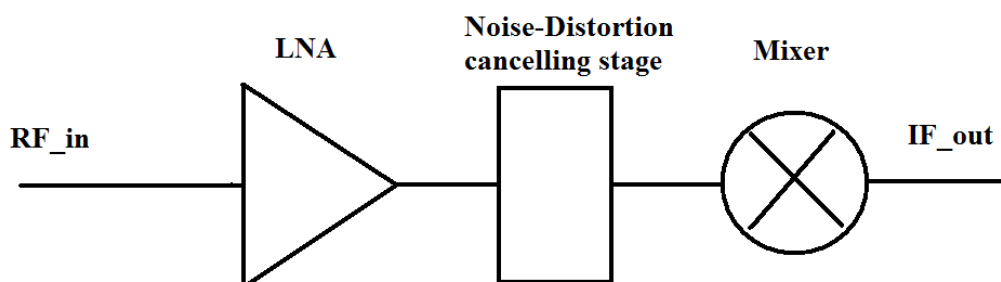 LNA
Noise-Distortion
cancelling stage
Mixer
RF_in
IF_out